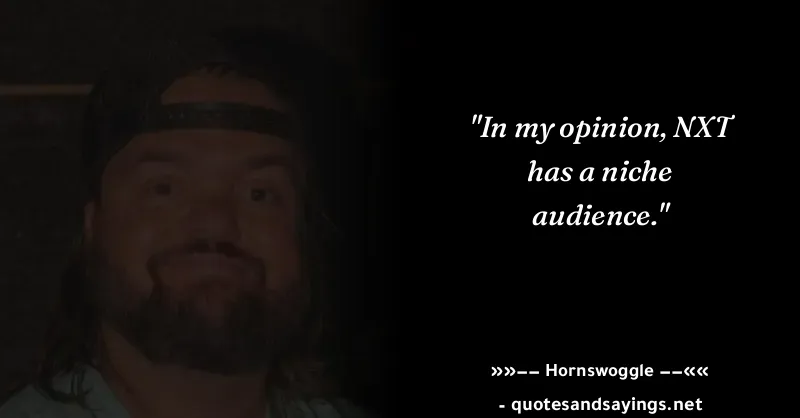 "In my opinion, NXT
has a niche
audience."
»»—— Hornswoggle ——««
- quotesandsayings.net